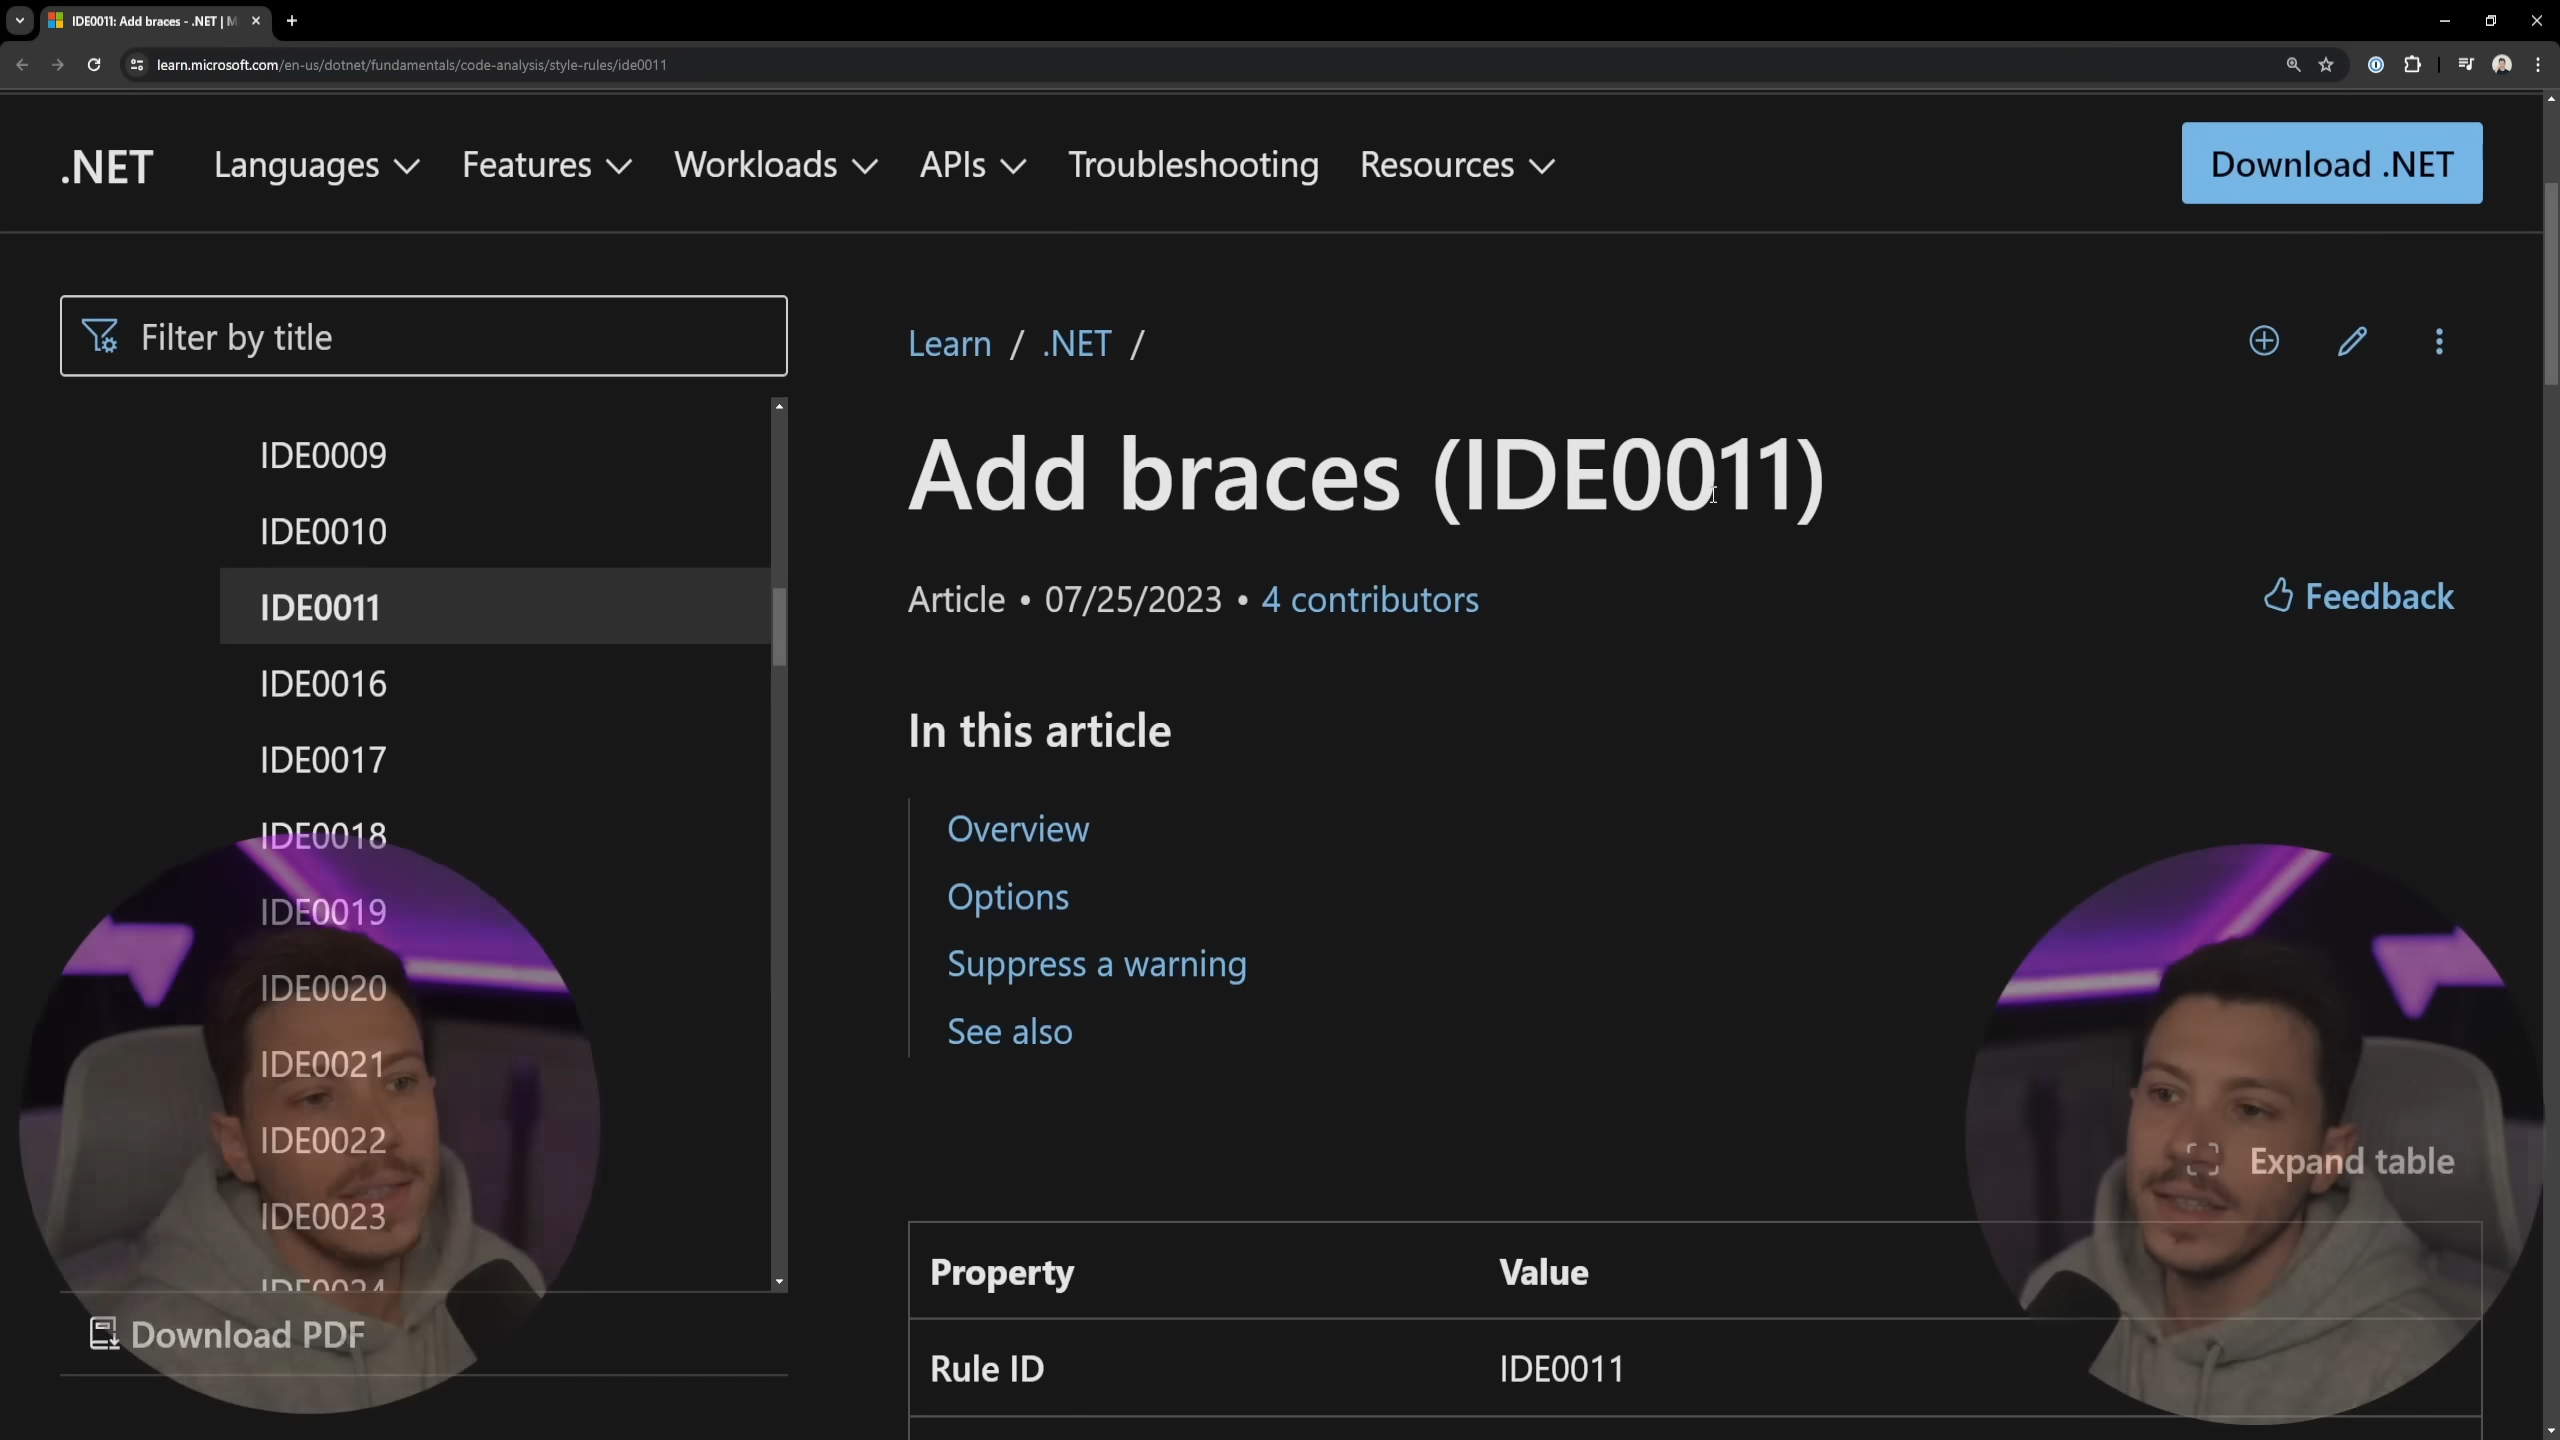 IDE0011: Add braces - .NET | M
learn.microsoft.com/en-us/dotnet/fundamentals/code-analysis/style-rules/ide0011
.NET Languages Features Workloads APIs Troubleshooting Resources Download .NET
Filter by title
IDE0009
IDE0010
IDE0011
IDE0016
IDE0017
IDE0018
IDE0019
IDE0020
IDE0021
IDE0022
IDE0023
IDE0024
Download PDF
Learn / .NET /
Add braces (IDE0011)
Article • 07/25/2023 • 4 contributors
Feedback
In this article
Overview
Options
Suppress a warning
See also
Expand table
Property Value
Rule ID IDE0011